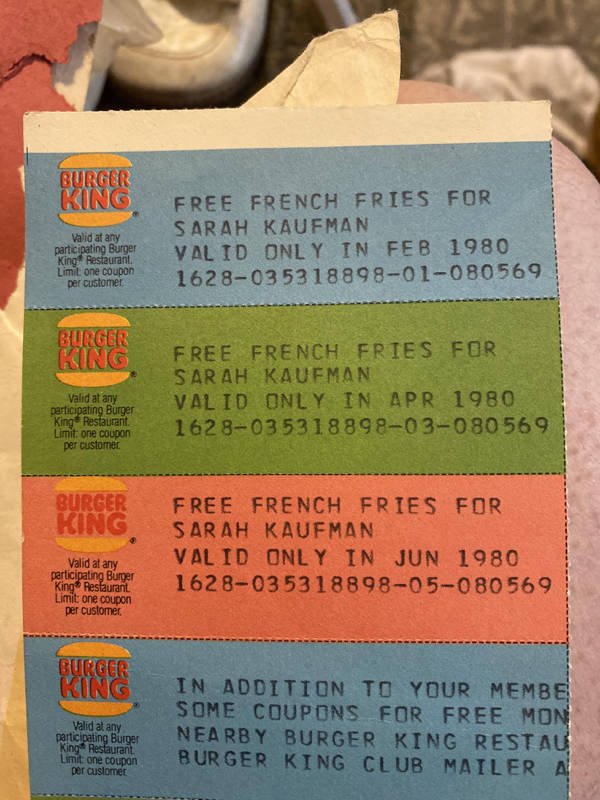 BURGER
KING®
Valid at any
participating Burger
King® Restaurant.
Limit: one coupon
per customer.
FREE FRENCH FRIES FOR
SARAH KAUFMAN
VALID ONLY IN FEB 1980
1628-035318898-01-080569
BURGER
KING®
Valid at any
participating Burger
King® Restaurant.
Limit: one coupon
per customer.
FREE FRENCH FRIES FOR
SARAH KAUFMAN
VALID ONLY IN APR 1980
1628-035318898-03-080569
BURGER
KING®
Valid at any
participating Burger
King® Restaurant.
Limit: one coupon
per customer.
FREE FRENCH FRIES FOR
SARAH KAUFMAN
VALID ONLY IN JUN 1980
1628-035318898-05-080569
BURGER
KING®
Valid at any
participating Burger
King® Restaurant.
Limit: one coupon
per customer.
IN ADDITION TO YOUR MEMBE
SOME COUPONS FOR FREE MON
NEARBY BURGER KING RESTAU
BURGER KING CLUB MAILER A